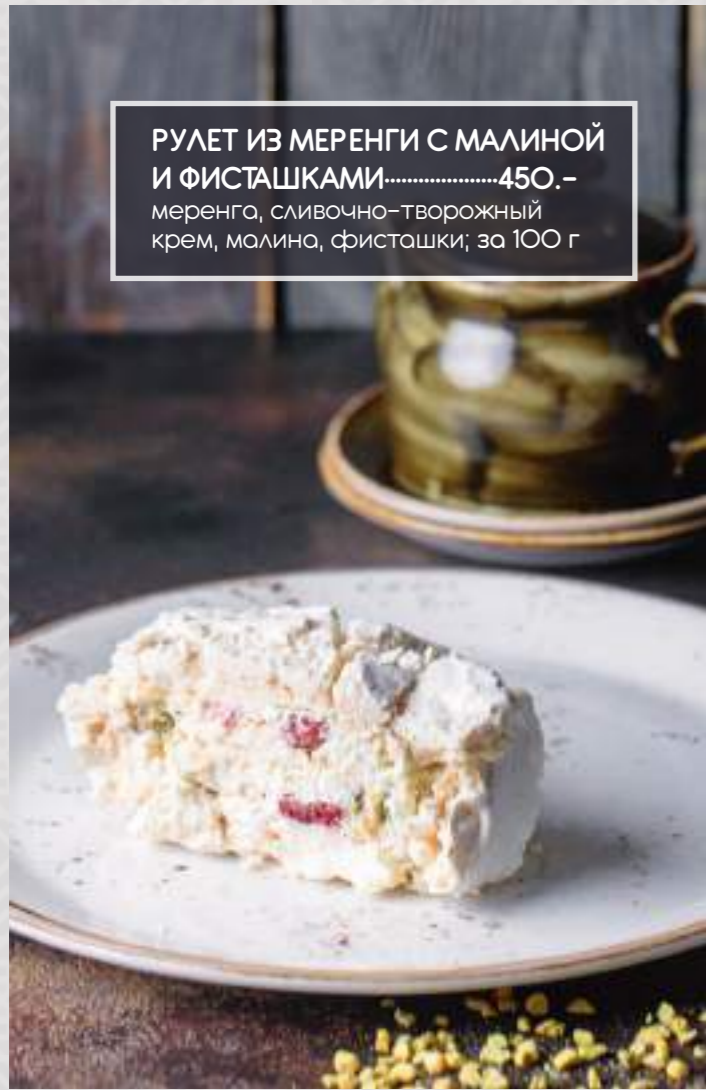 РУЛЕТ ИЗ МЕРЕНГИ С МАЛИНОЙ
И ФИСТАШКАМИ....................450.-
меренга, сливочно-творожный
крем, малина, фисташки; за 100 г